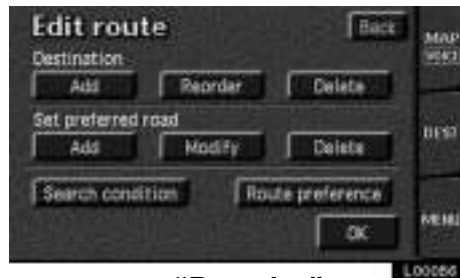 Edit route Back
MAP
VOICE
Destination
Add Reorder Delete
Set preferred road
DEST
Add Modify Delete
Search condition Route preference
MENU
OK